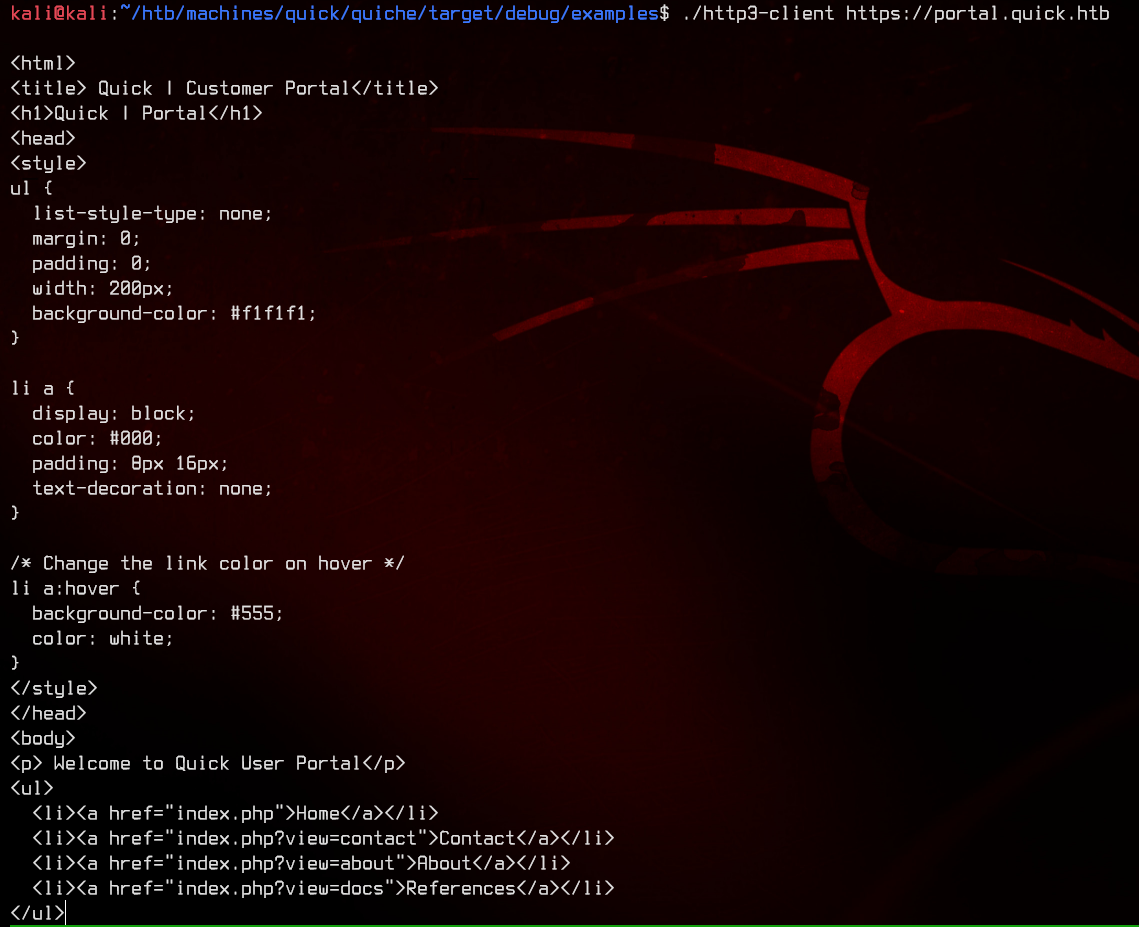 kali@kali:~/htb/machines/quick/quiche/target/debug/examples$ ./http3-client https://portal.quick.htb
<html>
<title> Quick | Customer Portal</title>
<h1>Quick | Portal</h1>
<head>
<style>
ul {
  list-style-type: none;
  margin: 0;
  padding: 0;
  width: 200px;
  background-color: #f1f1f1;
}
li a {
  display: block;
  color: #000;
  padding: 8px 16px;
  text-decoration: none;
}
/* Change the link color on hover */
li a:hover {
  background-color: #555;
  color: white;
}
</style>
</head>
<body>
<p> Welcome to Quick User Portal</p>
<ul>
  <li><a href="index.php">Home</a></li>
  <li><a href="index.php?view=contact">Contact</a></li>
  <li><a href="index.php?view=about">About</a></li>
  <li><a href="index.php?view=docs">References</a></li>
</ul>